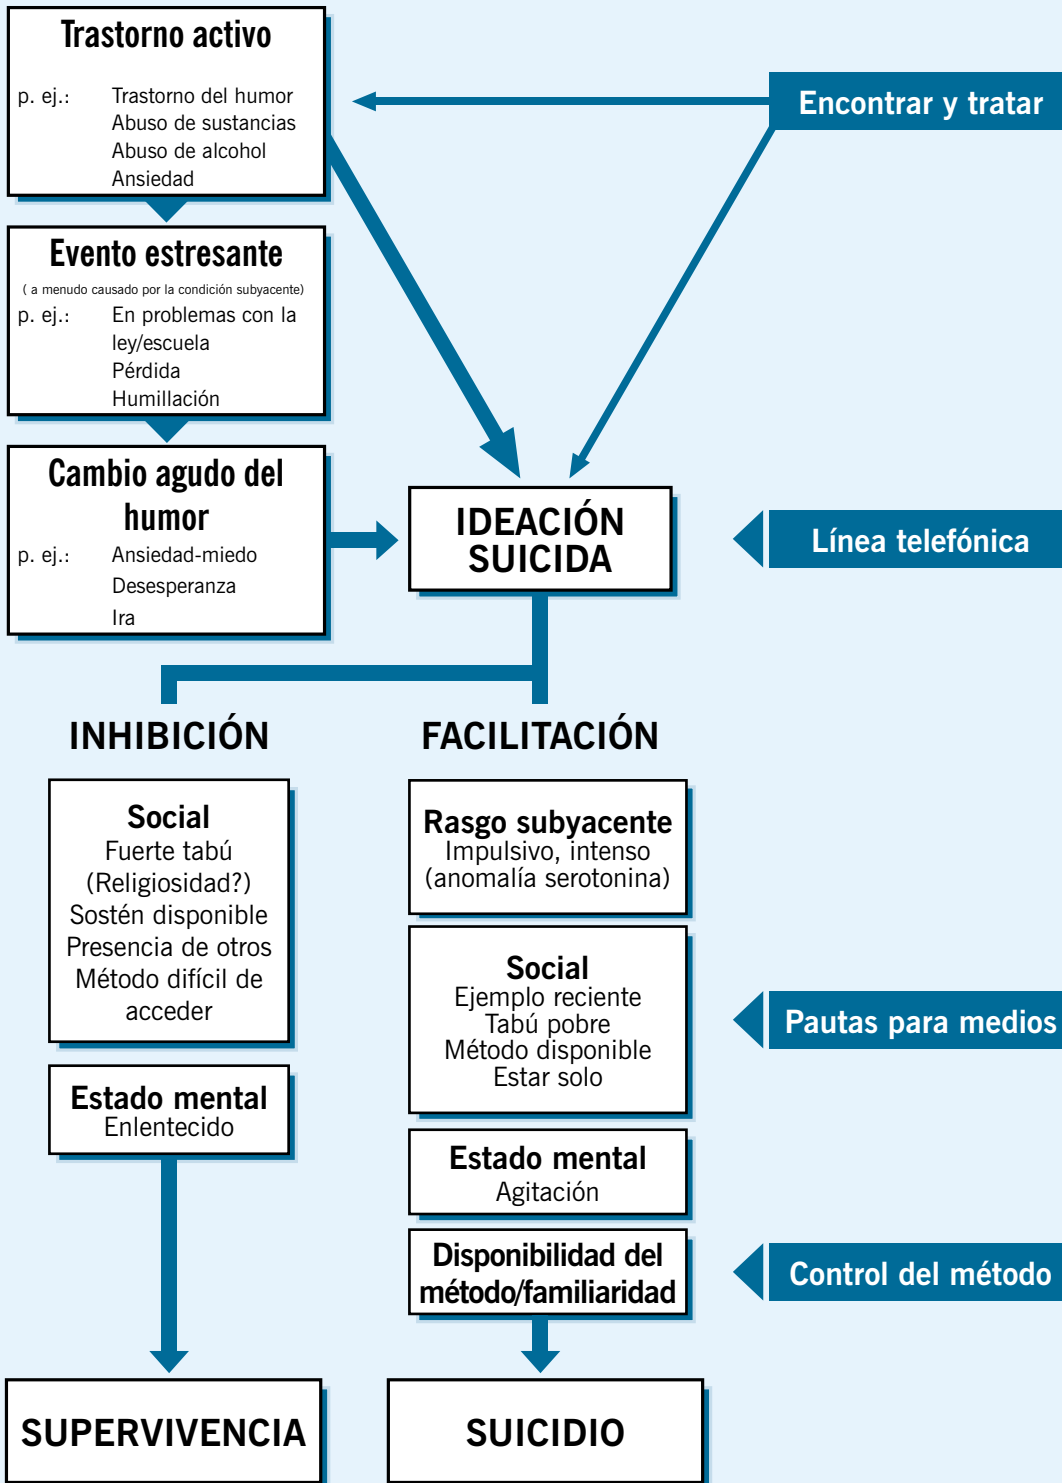 Trastorno activo
p. ej.: Trastorno del humor
Abuso de sustancias
Abuso de alcohol
Ansiedad
Encontrar y tratar
Evento estresante
( a menudo causado por la condición subyacente)
p. ej.: En problemas con la
ley/escuela
Pérdida
Humillación
Cambio agudo del
humor
p. ej.: Ansiedad-miedo
Desesperanza
Ira
IDEACIÓN
SUICIDA
Línea telefónica
INHIBICIÓN
Social
Fuerte tabú
(Religiosidad?)
Sostén disponible
Presencia de otros
Método difícil de
acceder
Estado mental
Enlentecido
SUPERVIVENCIA
FACILITACIÓN
Rasgo subyacente
Impulsivo, intenso
(anomalía serotonina)
Social
Ejemplo reciente
Tabú pobre
Método disponible
Estar solo
Pautas para medios
Estado mental
Agitación
Disponibilidad del
método/familiaridad
Control del método
SUICIDIO